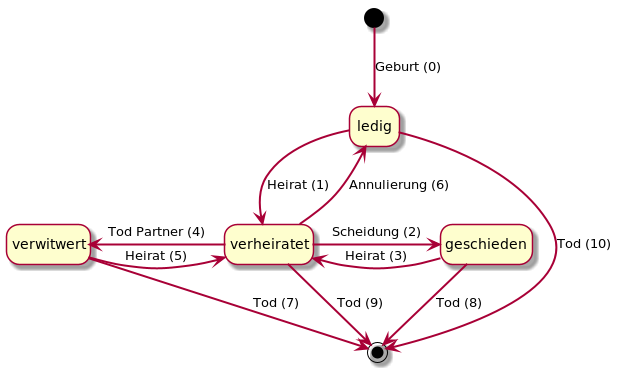 Geburt (0)
ledig
Heirat (1)
Annulierung (6)
verwitwert
Tod Partner (4)
Heirat (5)
verheiratet
Scheidung (2)
Heirat (3)
geschieden
Tod (10)
Tod (7)
Tod (9)
Tod (8)